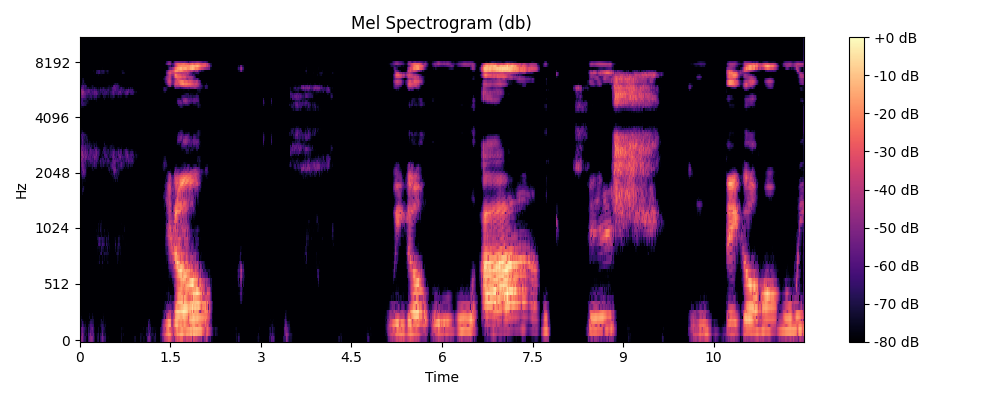 Mel Spectrogram (db)
8192
4096
2048
1024
512
0
Hz
0 1.5 3 4.5 6 7.5 9 10
Time
+0 dB
-10 dB
-20 dB
-30 dB
-40 dB
-50 dB
-60 dB
-70 dB
-80 dB